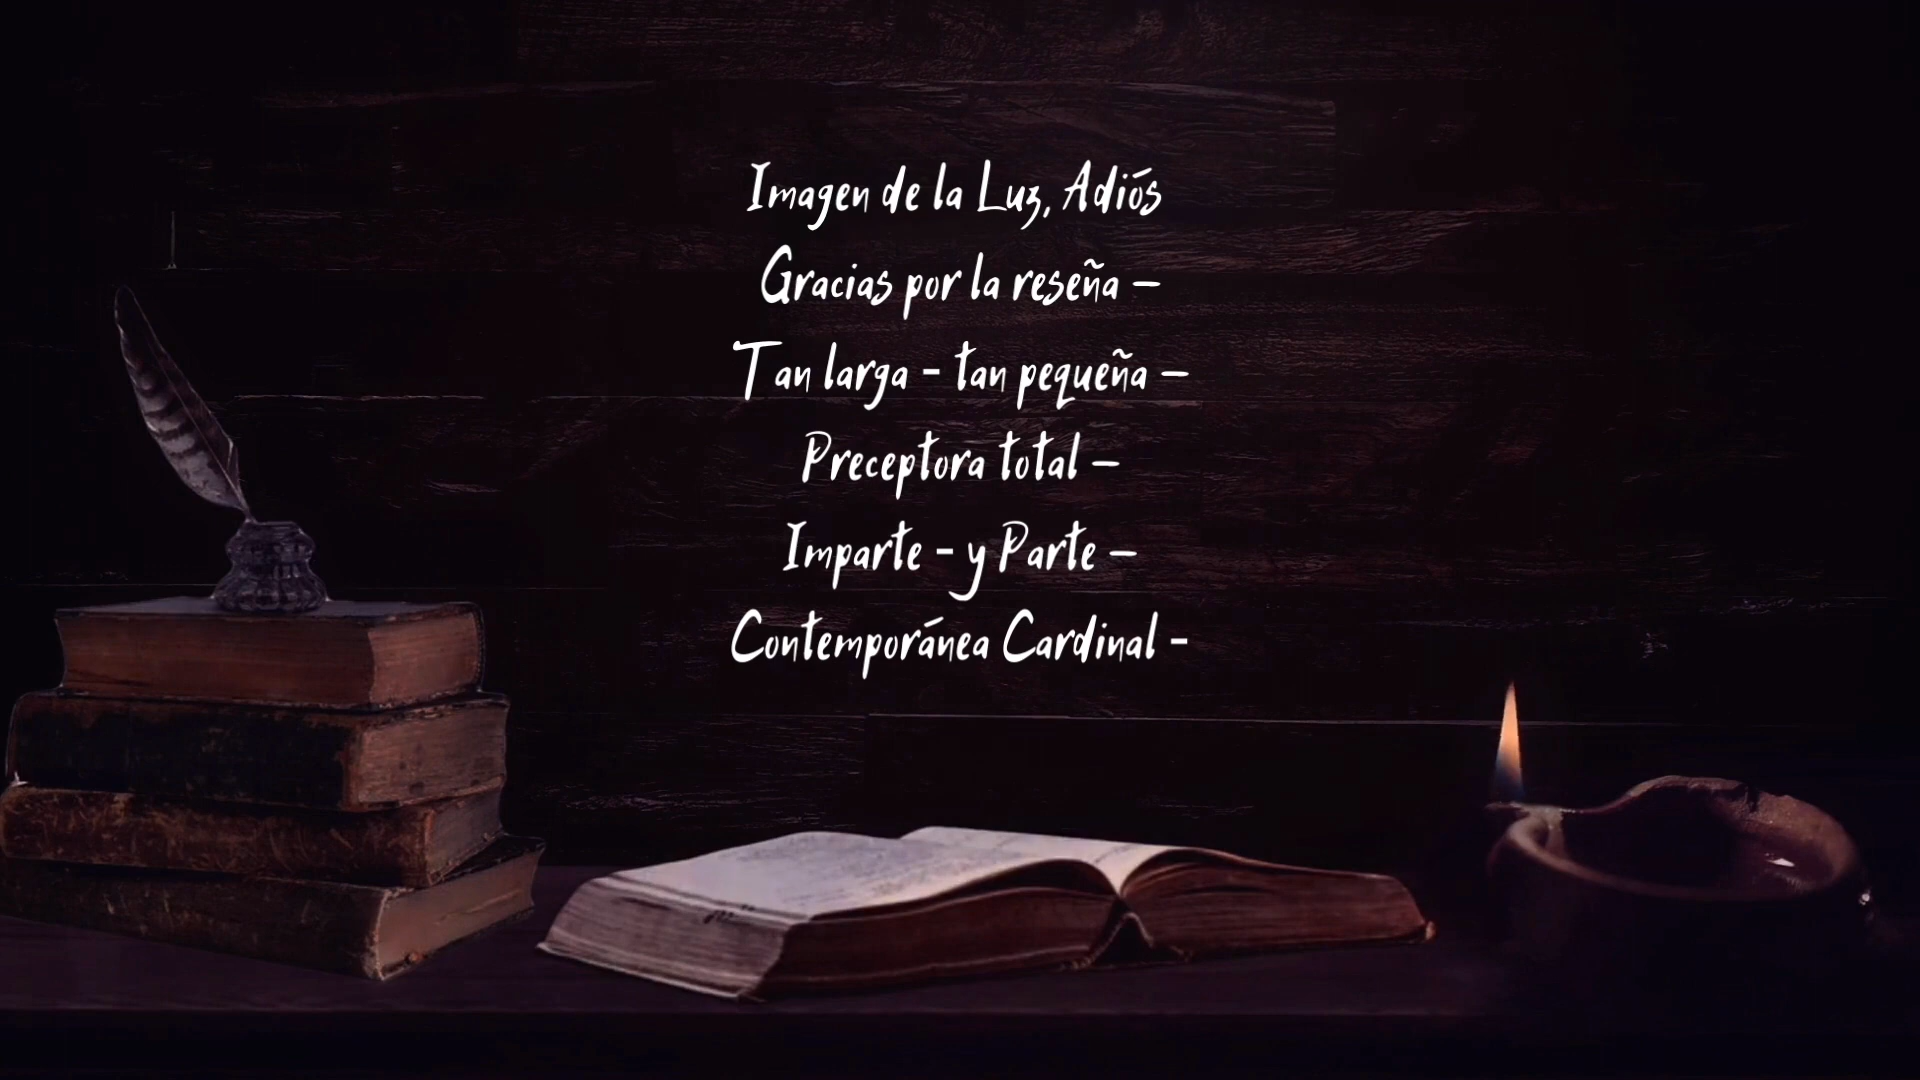 Imagen de la Luz, Adiós
Gracias por la reseña –
Tan larga - tan pequeña –
Preceptora total –
Imparte - y Parte –
Contemporánea Cardinal -